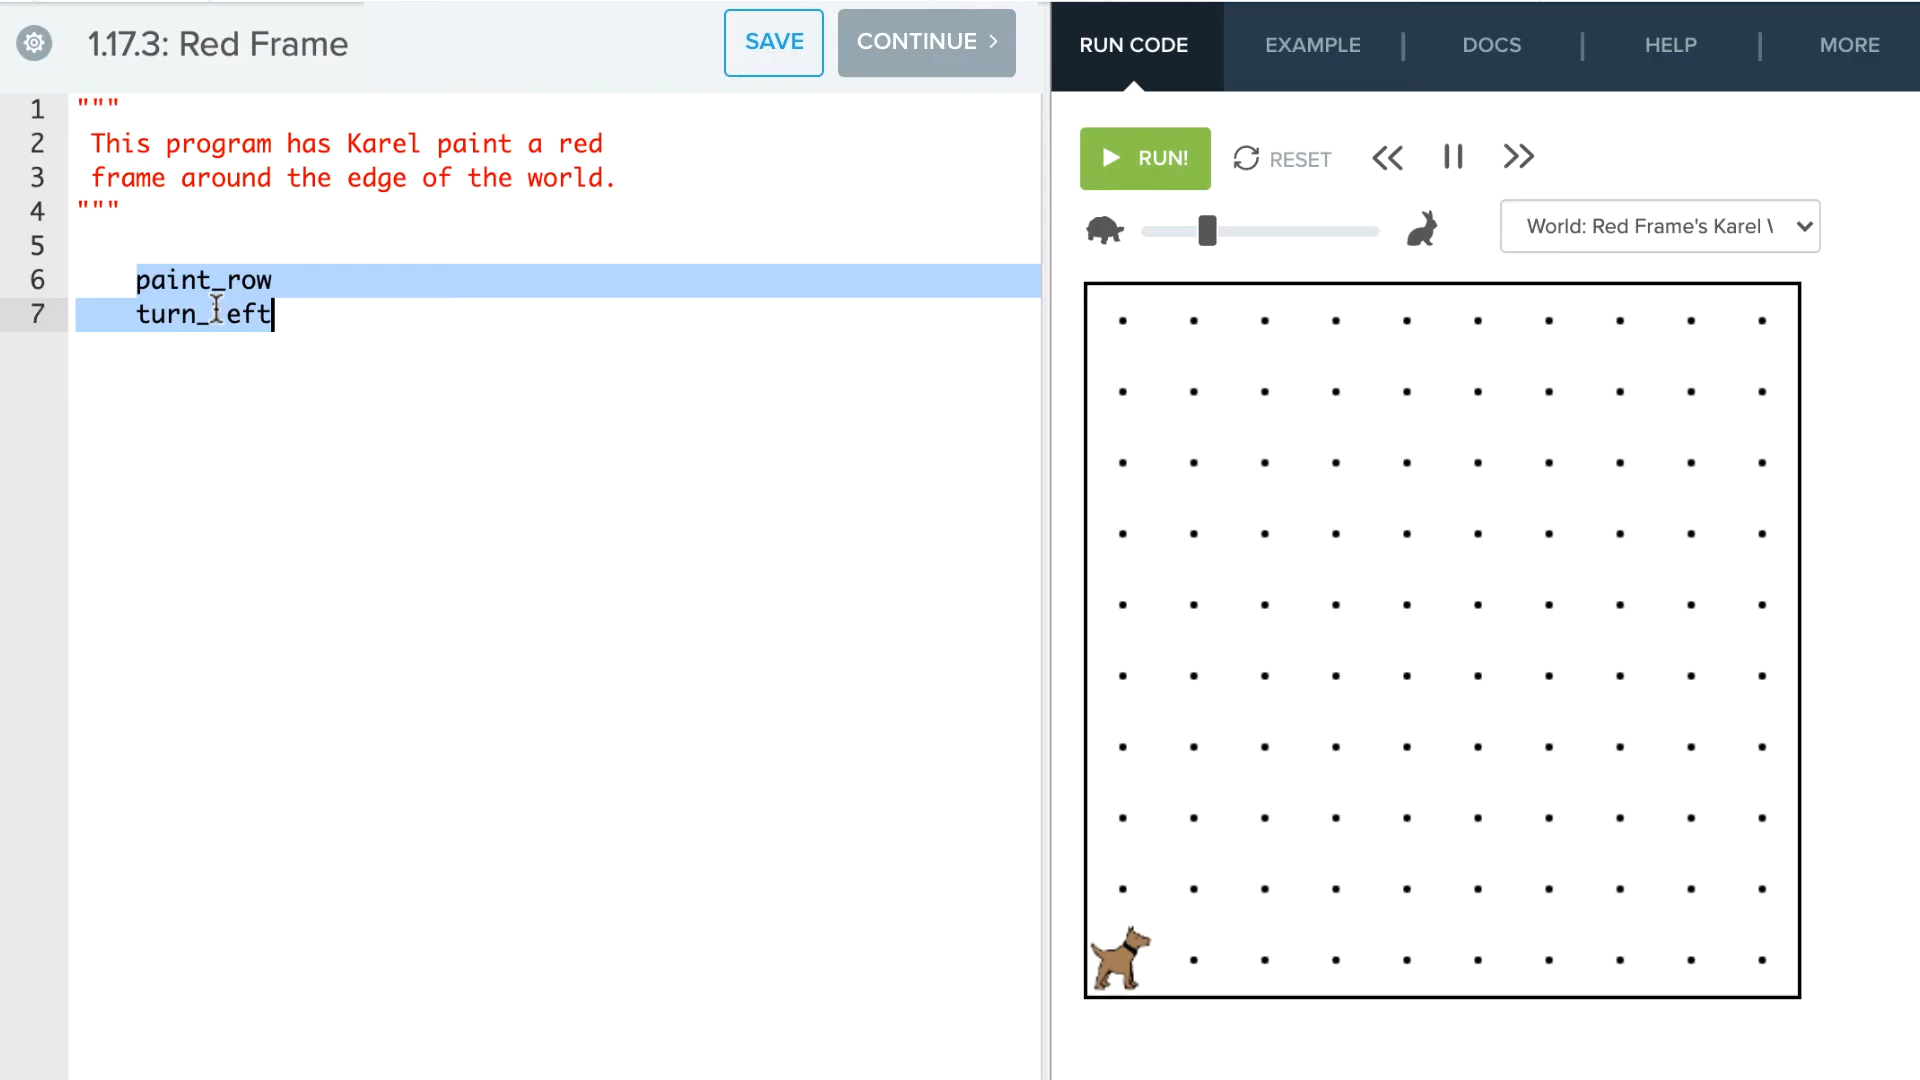 1.17.3: Red Frame
SAVE
CONTINUE
RUN CODE
EXAMPLE
DOCS
HELP
MORE
1 """
2 This program has Karel paint a red
3 frame around the edge of the world.
4 """
5
6 paint_row
7 turn_left
RUN!
RESET
World: Red Frame's Karel